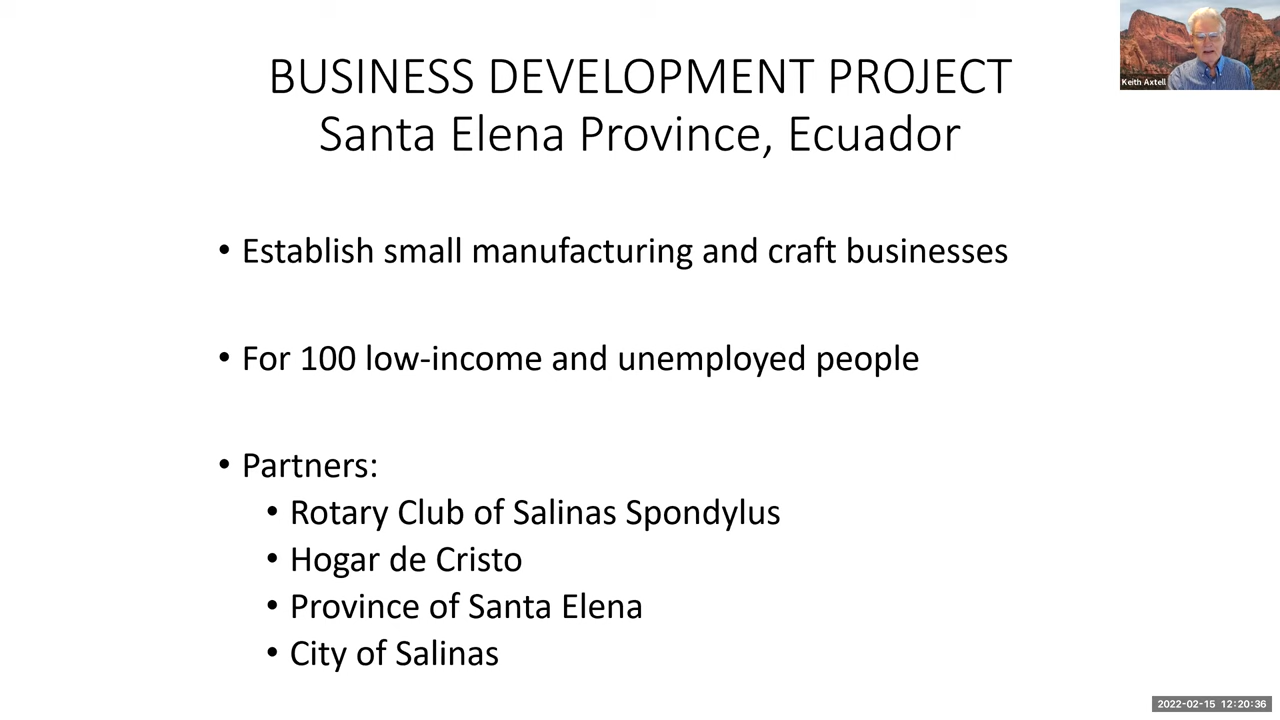 Keith Axtell
BUSINESS DEVELOPMENT PROJECT
Santa Elena Province, Ecuador
• Establish small manufacturing and craft businesses
• For 100 low-income and unemployed people
• Partners:
• Rotary Club of Salinas Spondylus
• Hogar de Cristo
• Province of Santa Elena
• City of Salinas
2022-02-15 12:20:36